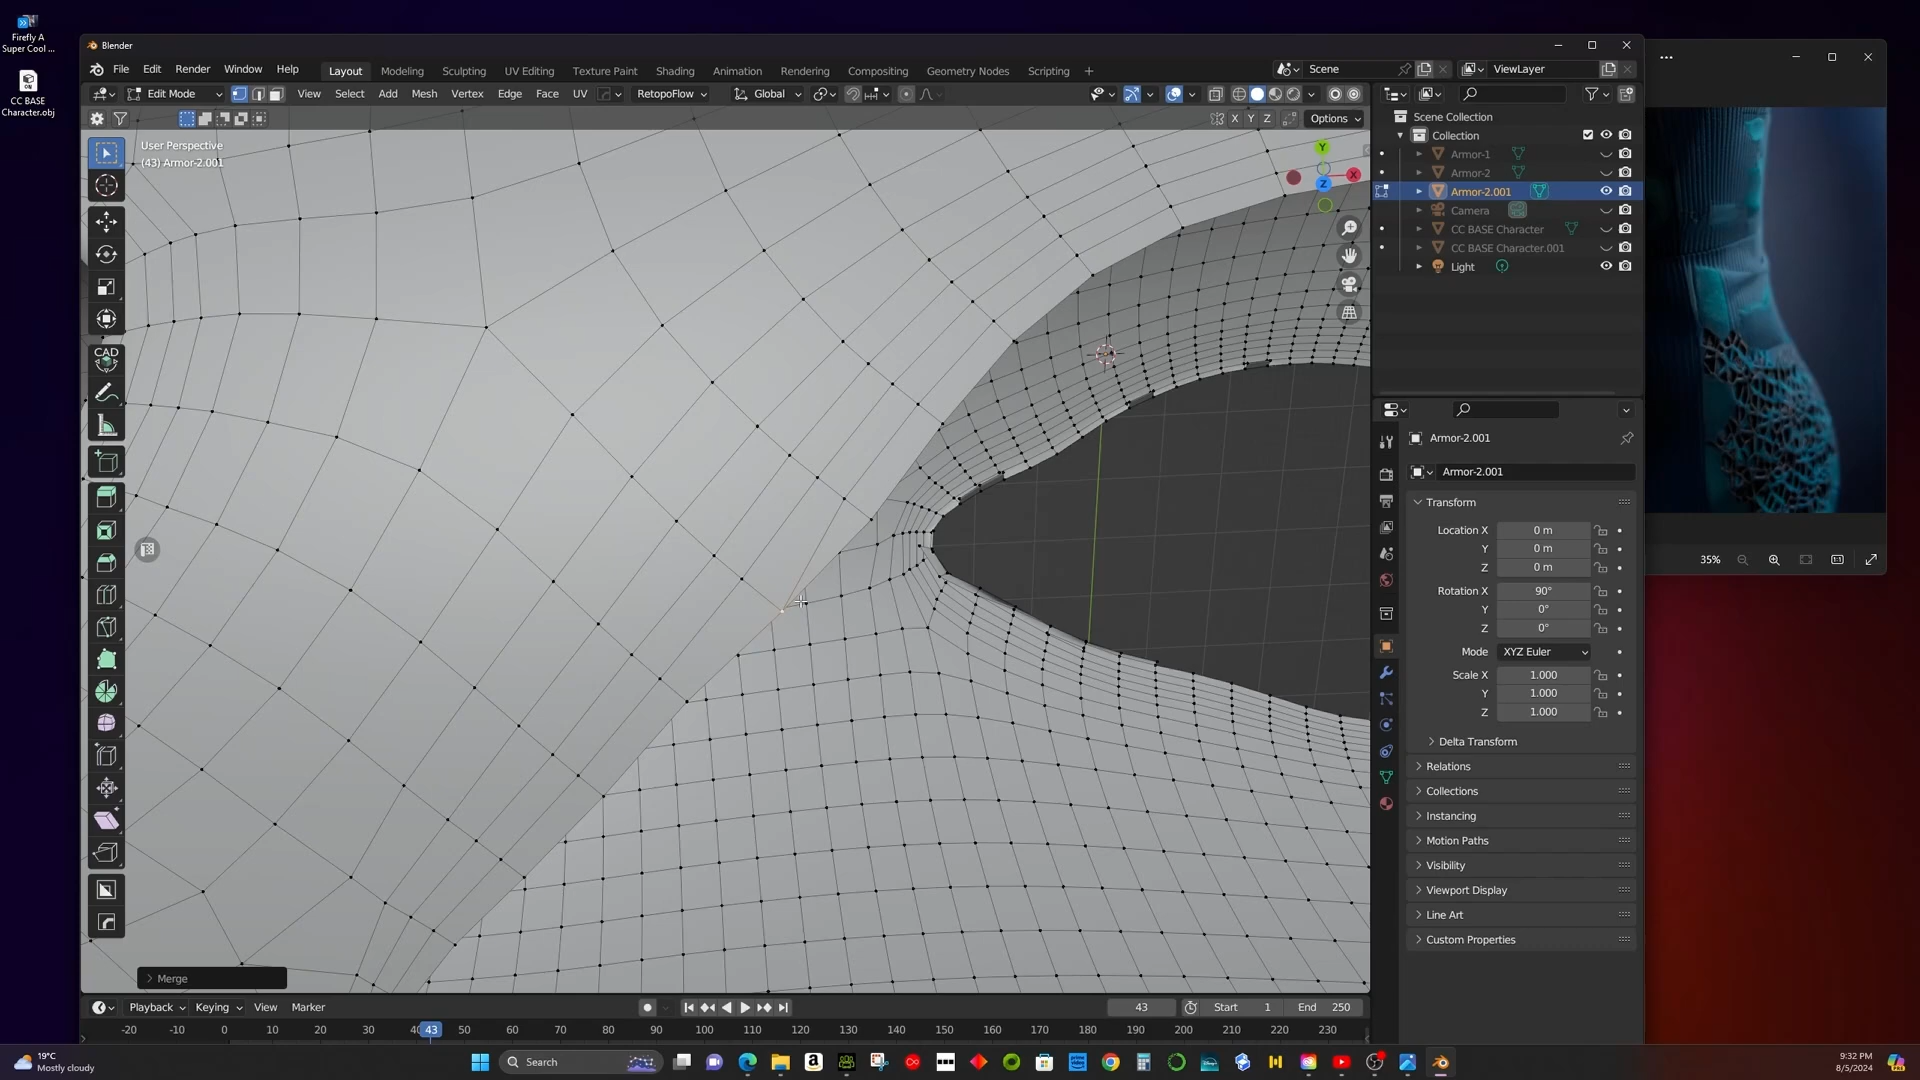 Firefly A
Super Cool ...
CC BASE
Character.obj
Blender
File Edit Render Window Help
Layout Modeling Sculpting UV Editing Texture Paint Shading Animation Rendering Compositing Geometry Nodes Scripting
Scene
ViewLayer
Edit Mode
View Select Add Mesh Vertex Edge Face UV
RetopoFlow
Global
X Y Z
Options
User Perspective
(43) Armor-2.001
Y
X
Z
CAD
Merge
Scene Collection
Collection
Armor-1
Armor-2
Armor-2.001
Camera
CC BASE Character
CC BASE Character.001
Light
Armor-2.001
Armor-2.001
Transform
Location X 0 m
Y 0 m
Z 0 m
Rotation X 90°
Y 0°
Z 0°
Mode XYZ Euler
Scale X 1.000
Y 1.000
Z 1.000
Delta Transform
Relations
Collections
Instancing
Motion Paths
Visibility
Viewport Display
Line Art
Custom Properties
35%
1:1
Playback Keying View Marker
43 Start 1 End 250
-20 -10 0 10 20 30 43 50 60 70 80 90 100 110 120 130 140 150 160 170 180 190 200 210 220 230
19°C
Mostly cloudy
Search
9:32 PM
8/5/2024